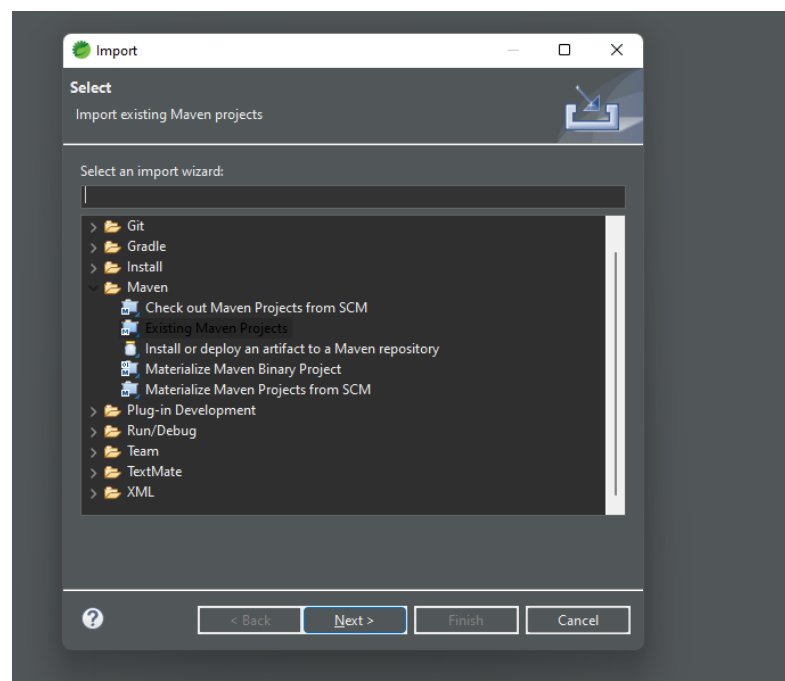 Import
Select
Import existing Maven projects
Select an import wizard:
Git
Gradle
Install
Maven
Check out Maven Projects from SCM
Existing Maven Projects
Install or deploy an artifact to a Maven repository
Materialize Maven Binary Project
Materialize Maven Projects from SCM
Plug-in Development
Run/Debug
Team
TextMate
XML
? < Back Next > Finish Cancel